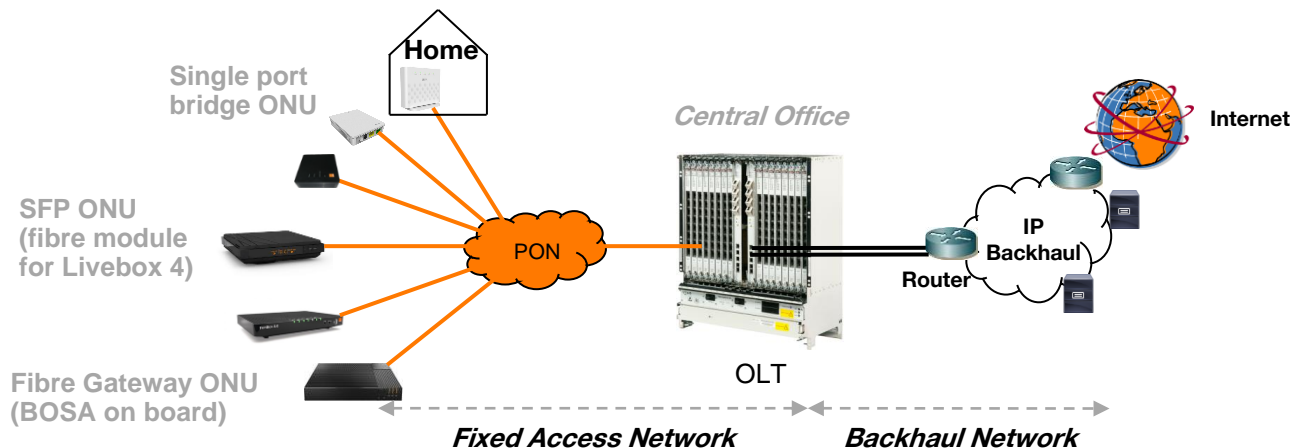 Home
Single port
bridge ONU
Central Office
Internet
SFP ONU
(fibre module
for Livebox 4)
PON
IP
Backhaul
Router
OLT
Fibre Gateway ONU
(BOSA on board)
Fixed Access Network
Backhaul Network